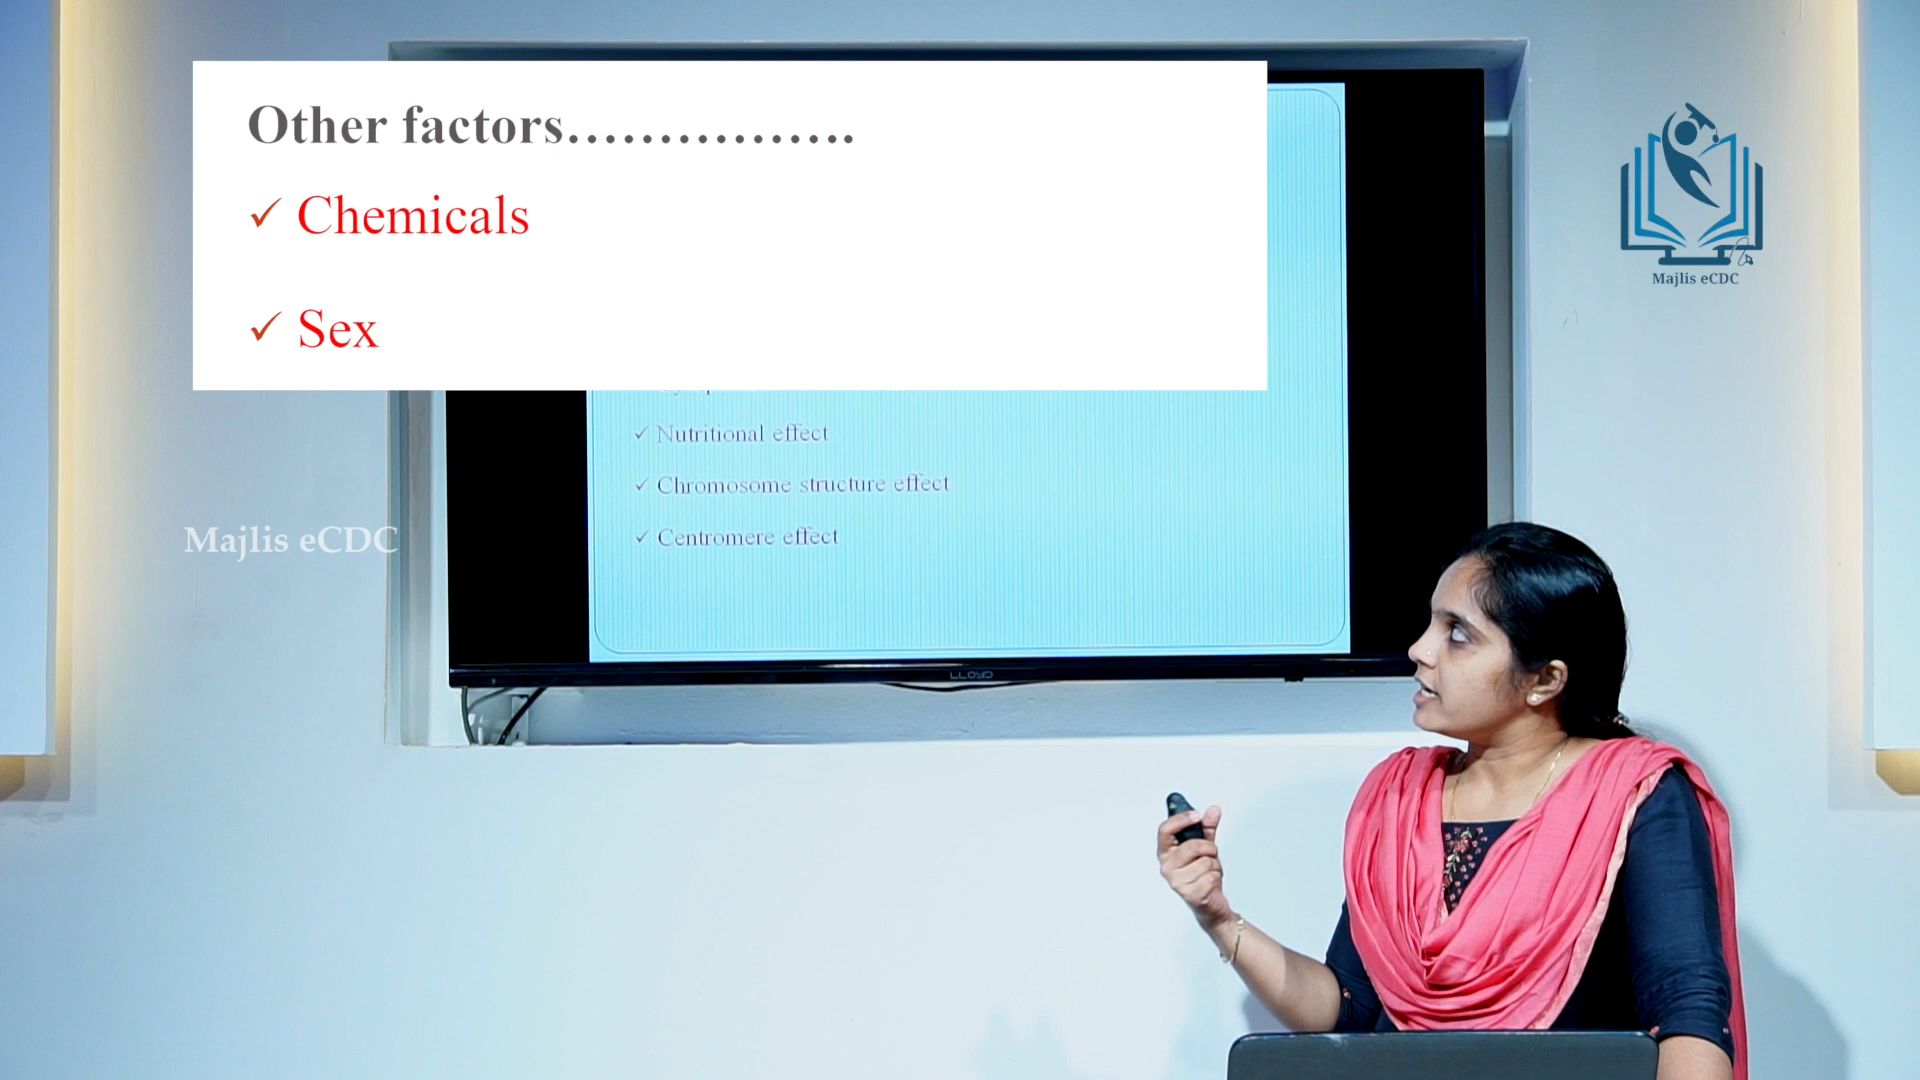 Other factors................
✓ Chemicals
✓ Sex
✓ Nutritional effect
✓ Chromosome structure effect
✓ Centromere effect
Majlis eCDC
Majlis eCDC
LLOYD